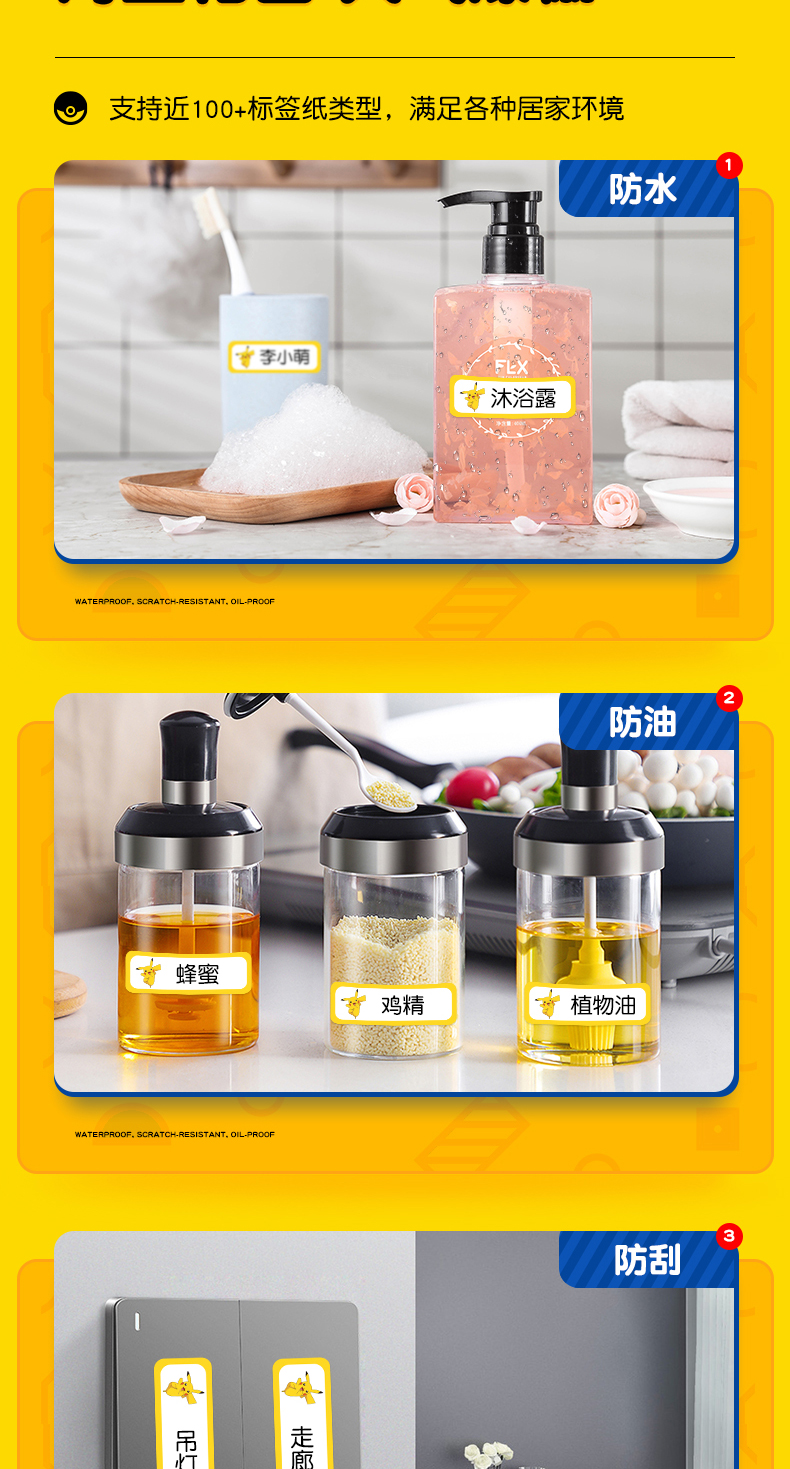 支持近100+标签纸类型，满足各种居家环境
防水
1
李小萌
FLX
沐浴露
WATERPROOF, SCRATCH-RESISTANT, OIL-PROOF
防油
2
蜂蜜
鸡精
植物油
WATERPROOF, SCRATCH-RESISTANT, OIL-PROOF
防刮
3
吊灯
走廊